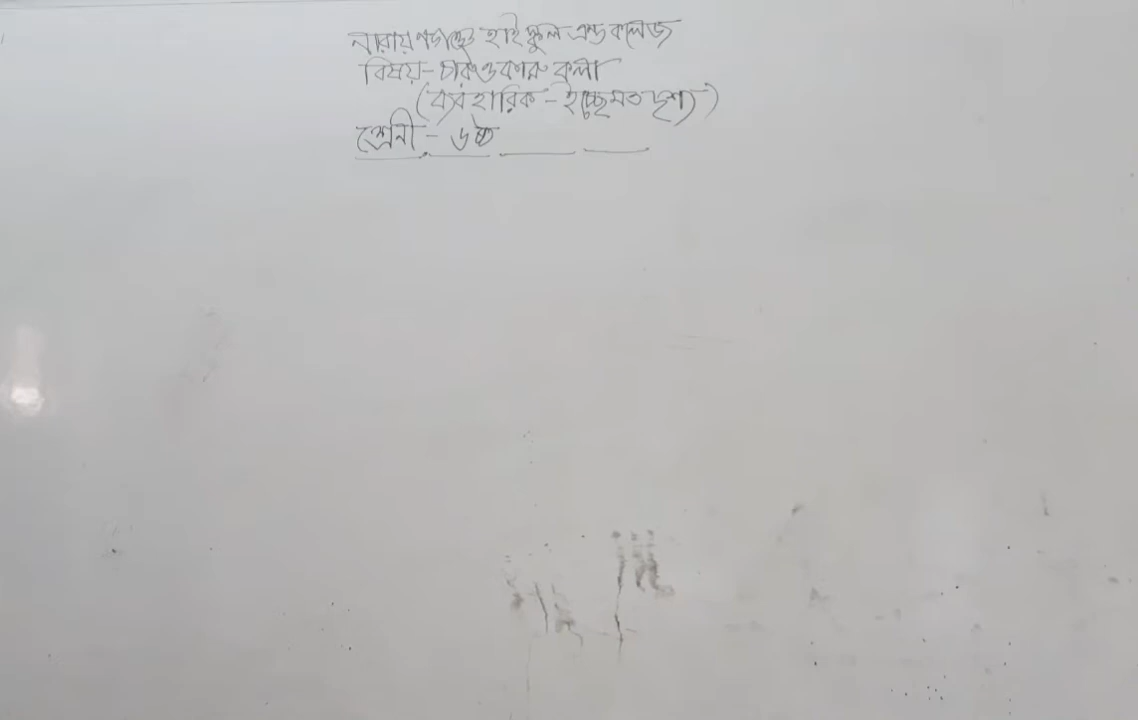 নারায়ণগঞ্জ হাই স্কুল এন্ড কলেজ
বিষয়- চারু ও কারু কলা
(ব্যবহারিক - ইচ্ছেমত দৃশ্য)
শ্রেনী - ৬ষ্ঠ